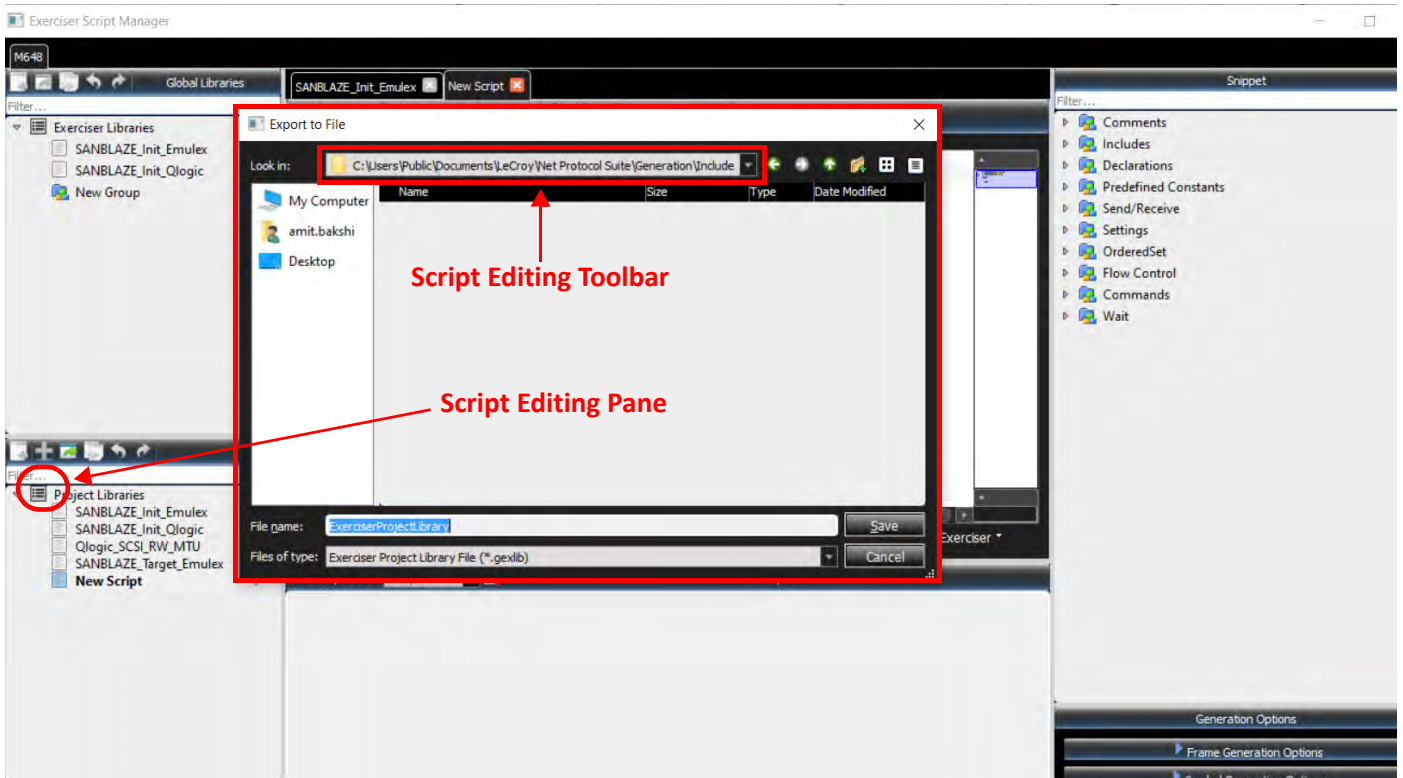 Exerciser Script Manager
M648
Global Libraries
Filter...
Exerciser Libraries
SANBLAZE_Init_Emulex
SANBLAZE_Init_Qlogic
New Group
SANBLAZE_Init_Emulex
New Script
Export to File
Look in:
C:\Users\Public\Documents\LeCroy\Net Protocol Suite\Generation\Include
My Computer
amit.bakshi
Desktop
Name Size Type Date Modified
Script Editing Toolbar
Script Editing Pane
File name: ExerciserProjectLibrary Save
Files of type: Exerciser Project Library File (*.gexlib) Cancel
Exerciser
Filter...
Project Libraries
SANBLAZE_Init_Emulex
SANBLAZE_Init_Qlogic
Qlogic_SCSI_RW_MTU
SANBLAZE_Target_Emulex
New Script
Snippet
Filter...
Comments
Includes
Declarations
Predefined Constants
Send/Receive
Settings
OrderedSet
Flow Control
Commands
Wait
Generation Options
Frame Generation Options